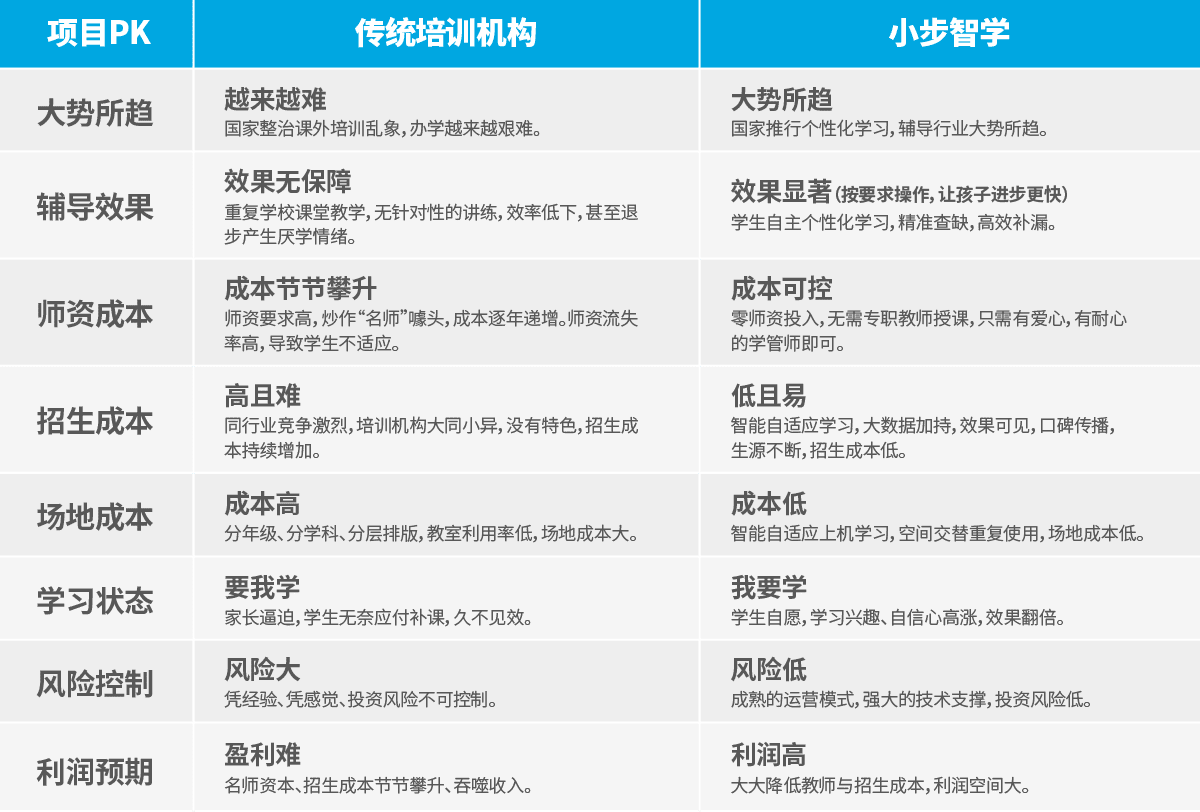 项目PK
传统培训机构
小步智学
大势所趋
越来越难
国家整治课外培训乱象,办学越来越艰难。
大势所趋
国家推行个性化学习,辅导行业大势所趋。
辅导效果
效果无保障
重复学校课堂教学,无针对性的讲练,效率低下,甚至退
步产生厌学情绪。
效果显著(按要求操作,让孩子进步更快)
学生自主个性化学习,精准查缺,高效补漏。
师资成本
成本节节攀升
师资要求高,炒作“名师”噱头,成本逐年递增。师资流失
率高,导致学生不适应。
成本可控
零师资投入,无需专职教师授课,只需有爱心,有耐心
的学管师即可。
招生成本
高且难
同行业竞争激烈,培训机构大同小异,没有特色,招生成
本持续增加。
低且易
智能自适应学习,大数据加持,效果可见,口碑传播,
生源不断,招生成本低。
场地成本
成本高
分年级、分学科、分层排版,教室利用率低,场地成本大。
成本低
智能自适应上机学习,空间交替重复使用,场地成本低。
学习状态
要我学
家长逼迫,学生无奈应付补课,久不见效。
我要学
学生自愿,学习兴趣、自信心高涨,效果翻倍。
风险控制
风险大
凭经验、凭感觉、投资风险不可控制。
风险低
成熟的运营模式,强大的技术支撑,投资风险低。
利润预期
盈利难
名师资本、招生成本节节攀升、吞噬收入。
利润高
大大降低教师与招生成本,利润空间大。